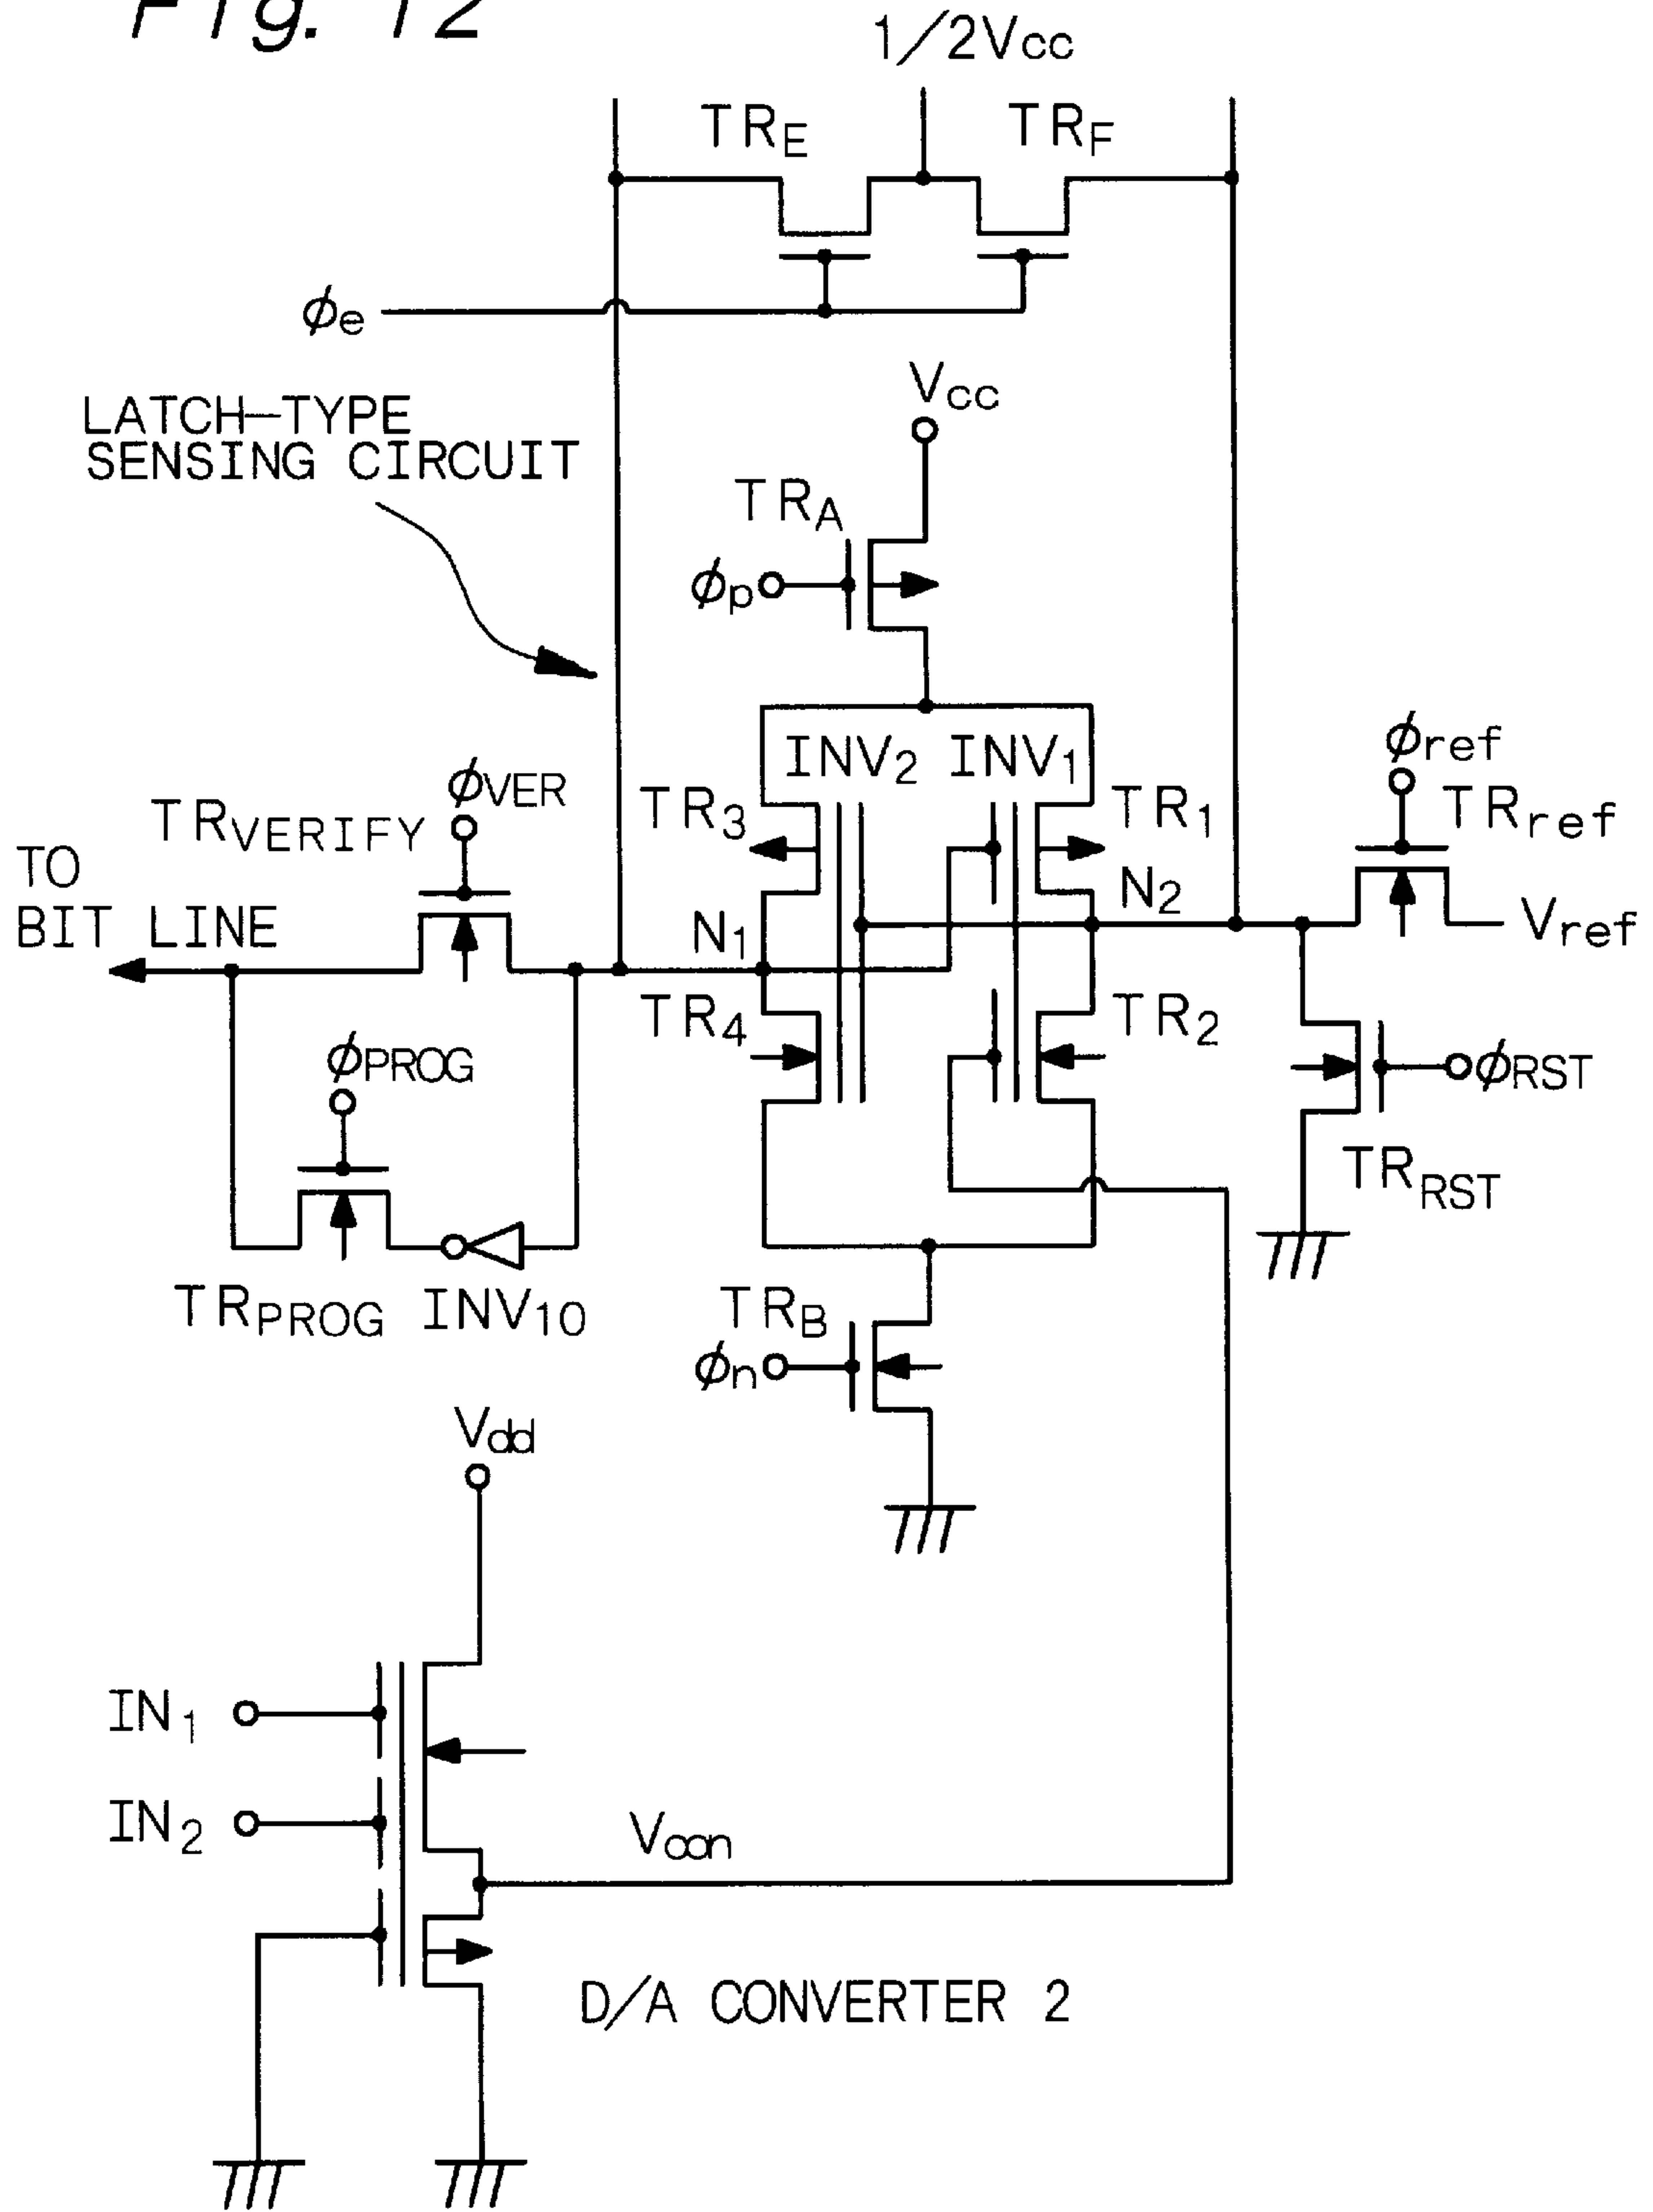 Fig. 12
1/2Vcc
TRE
TRF
ϕe
Vcc
LATCH-TYPE
SENSING CIRCUIT
TRA
ϕp
INV2
INV1
ϕref
ϕVER
TRVERIFY
TR3
TR1
TRref
TO
BIT LINE
N1
N2
Vref
TR4
TR2
ϕPROG
ϕRST
TRRST
TRPROG
INV10
TRB
ϕn
Vdd
IN1
IN2
Vcon
D/A CONVERTER 2